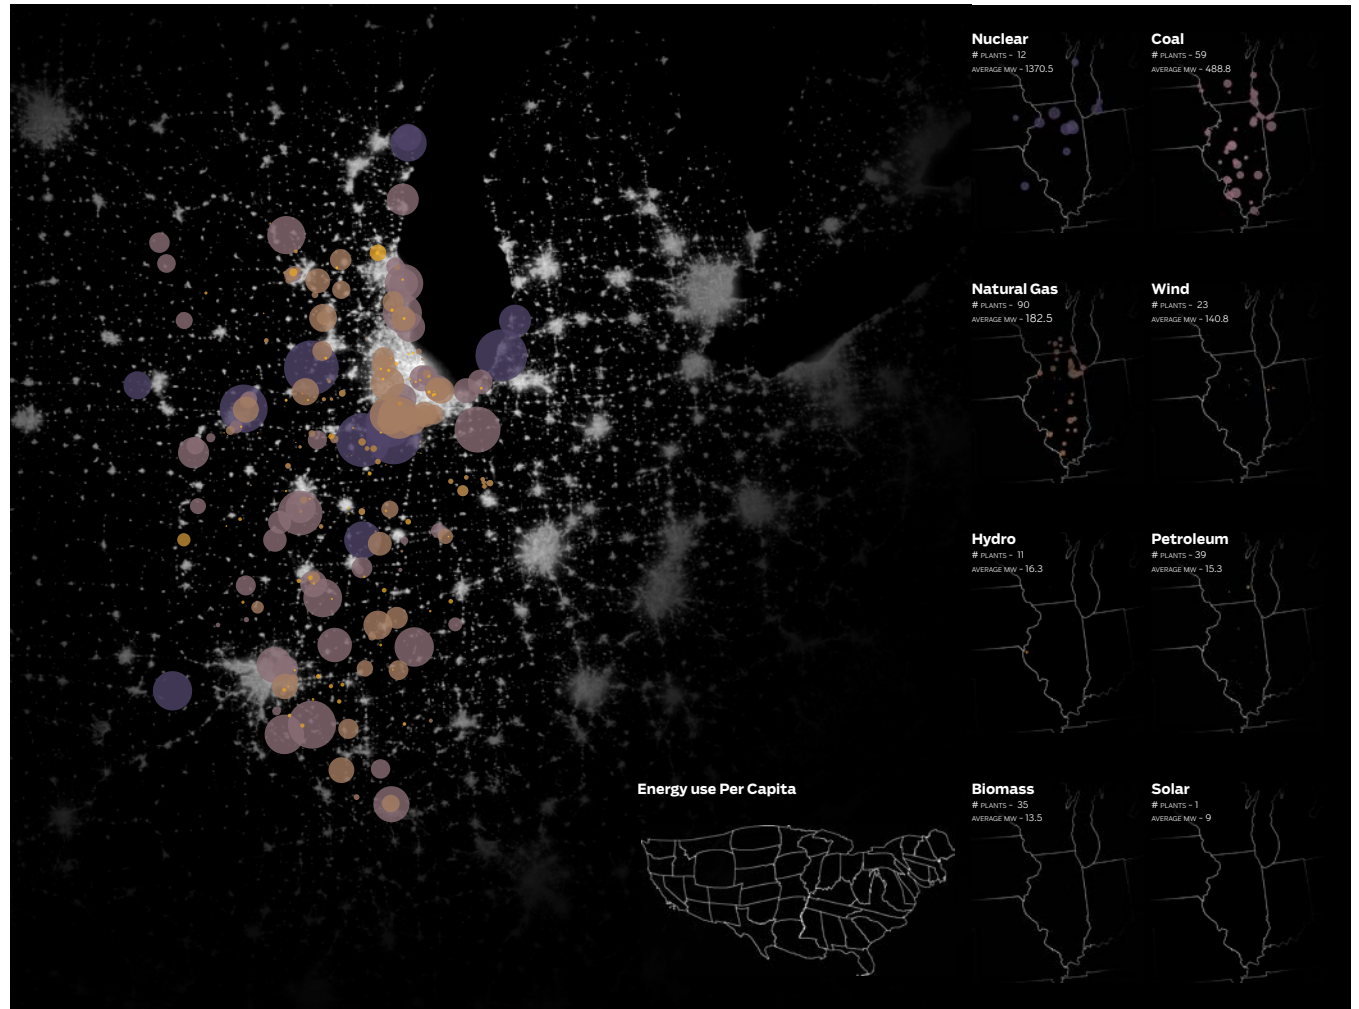 Nuclear
# PLANTS - 12
AVERAGE MW - 1370.5
Coal
# PLANTS - 59
AVERAGE MW - 488.8
Natural Gas
# PLANTS - 90
AVERAGE MW - 182.5
Wind
# PLANTS - 23
AVERAGE MW - 140.8
Hydro
# PLANTS - 11
AVERAGE MW - 16.3
Petroleum
# PLANTS - 39
AVERAGE MW - 15.3
Energy use Per Capita
Biomass
# PLANTS - 35
AVERAGE MW - 13.5
Solar
# PLANTS - 1
AVERAGE MW - 9